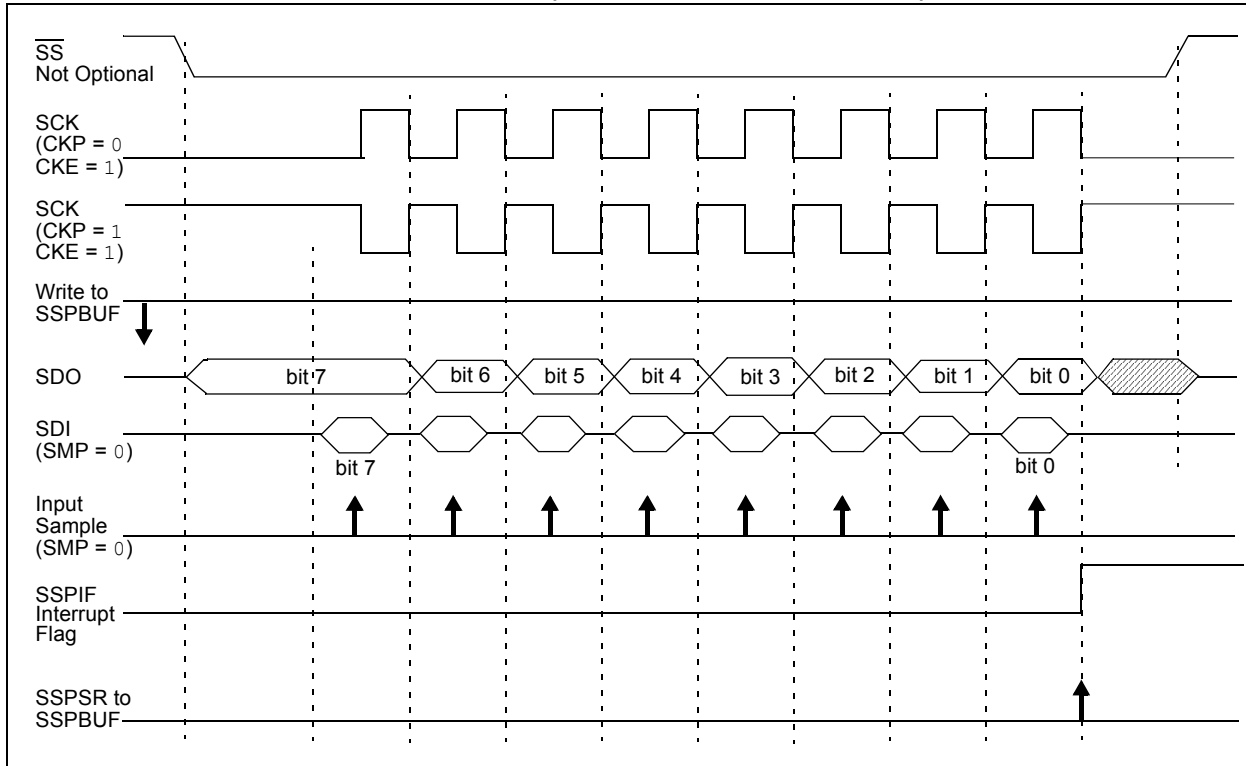 SS
Not Optional
SCK
(CKP = 0
CKE = 1)
SCK
(CKP = 1
CKE = 1)
Write to
SSPBUF
SDO
bit 7
bit 6
bit 5
bit 4
bit 3
bit 2
bit 1
bit 0
SDI
(SMP = 0)
bit 7
bit 0
Input
Sample
(SMP = 0)
SSPIF
Interrupt
Flag
SSPSR to
SSPBUF